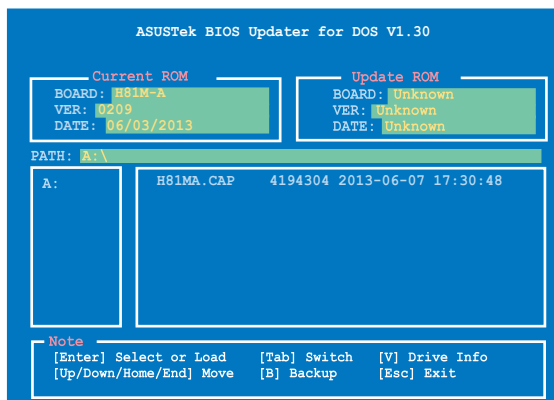 ASUSTek BIOS Updater for DOS V1.30
Current ROM
BOARD: H81M-A
VER: 0209
DATE: 06/03/2013
Update ROM
BOARD: Unknown
VER: Unknown
DATE: Unknown
PATH: A:\
A:
H81MA.CAP 4194304 2013-06-07 17:30:48
Note
[Enter] Select or Load [Tab] Switch [V] Drive Info
[Up/Down/Home/End] Move [B] Backup [Esc] Exit